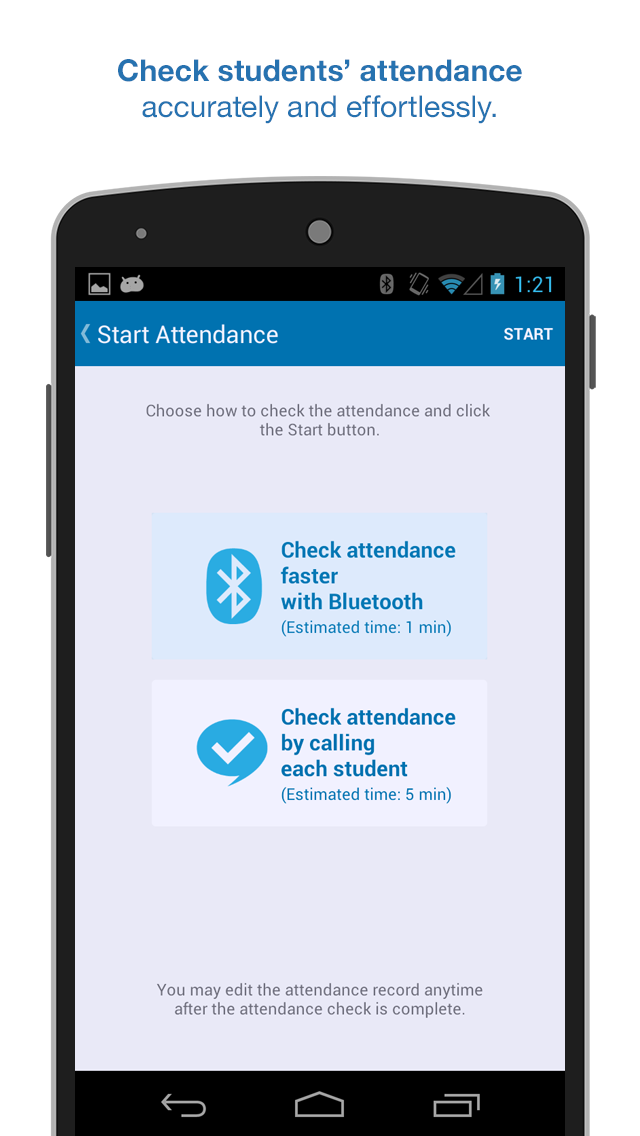 Check students’ attendance
accurately and effortlessly.
1:21
Start Attendance
START
Choose how to check the attendance and click
the Start button.
Check attendance
faster
with Bluetooth
(Estimated time: 1 min)
Check attendance
by calling
each student
(Estimated time: 5 min)
You may edit the attendance record anytime
after the attendance check is complete.